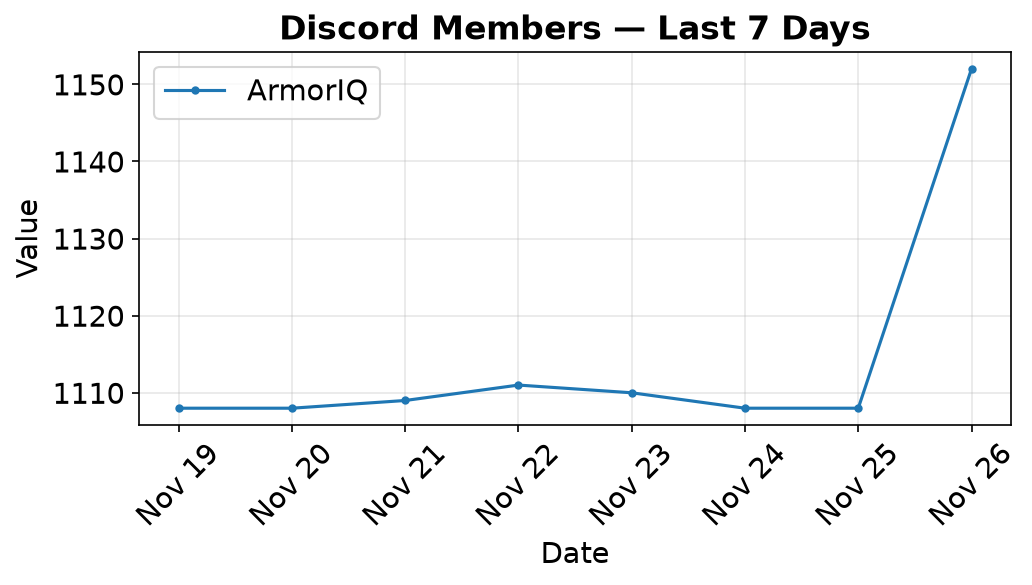 Discord Members — Last 7 Days
ArmorIQ
Value
1150
1140
1130
1120
1110
Nov 19
Nov 20
Nov 21
Nov 22
Nov 23
Nov 24
Nov 25
Nov 26
Date